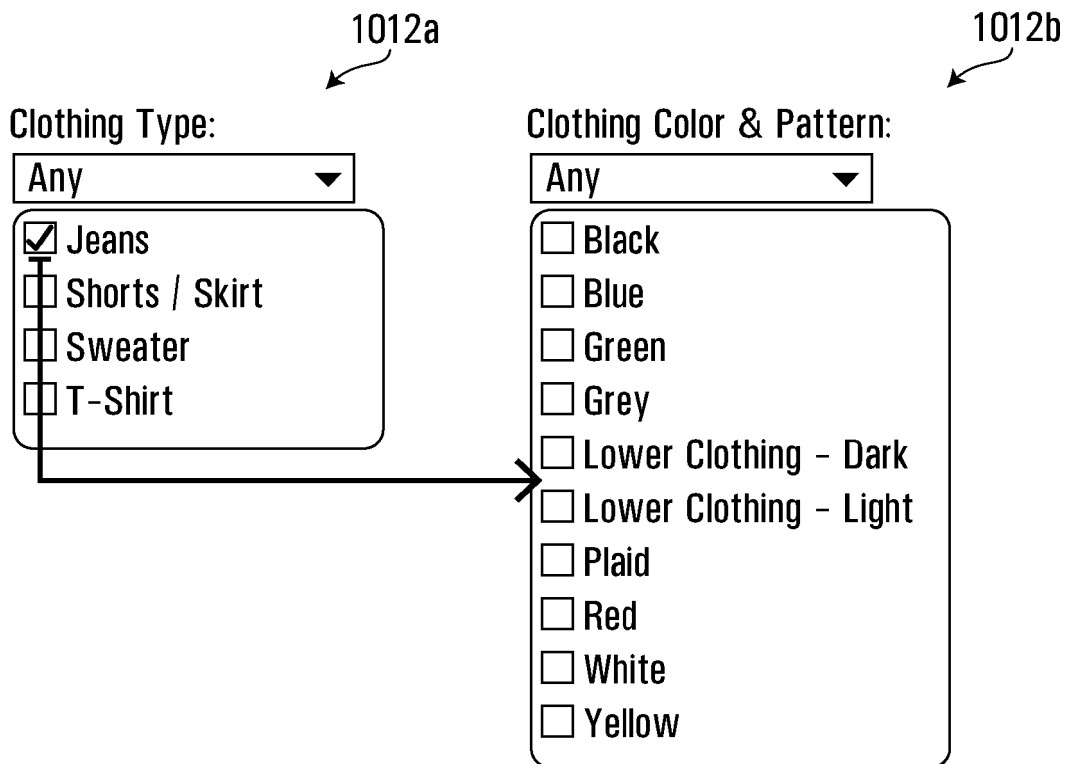 1012a
Clothing Type:
Any
Jeans
Shorts / Skirt
Sweater
T-Shirt
1012b
Clothing Color & Pattern:
Any
Black
Blue
Green
Grey
Lower Clothing - Dark
Lower Clothing - Light
Plaid
Red
White
Yellow